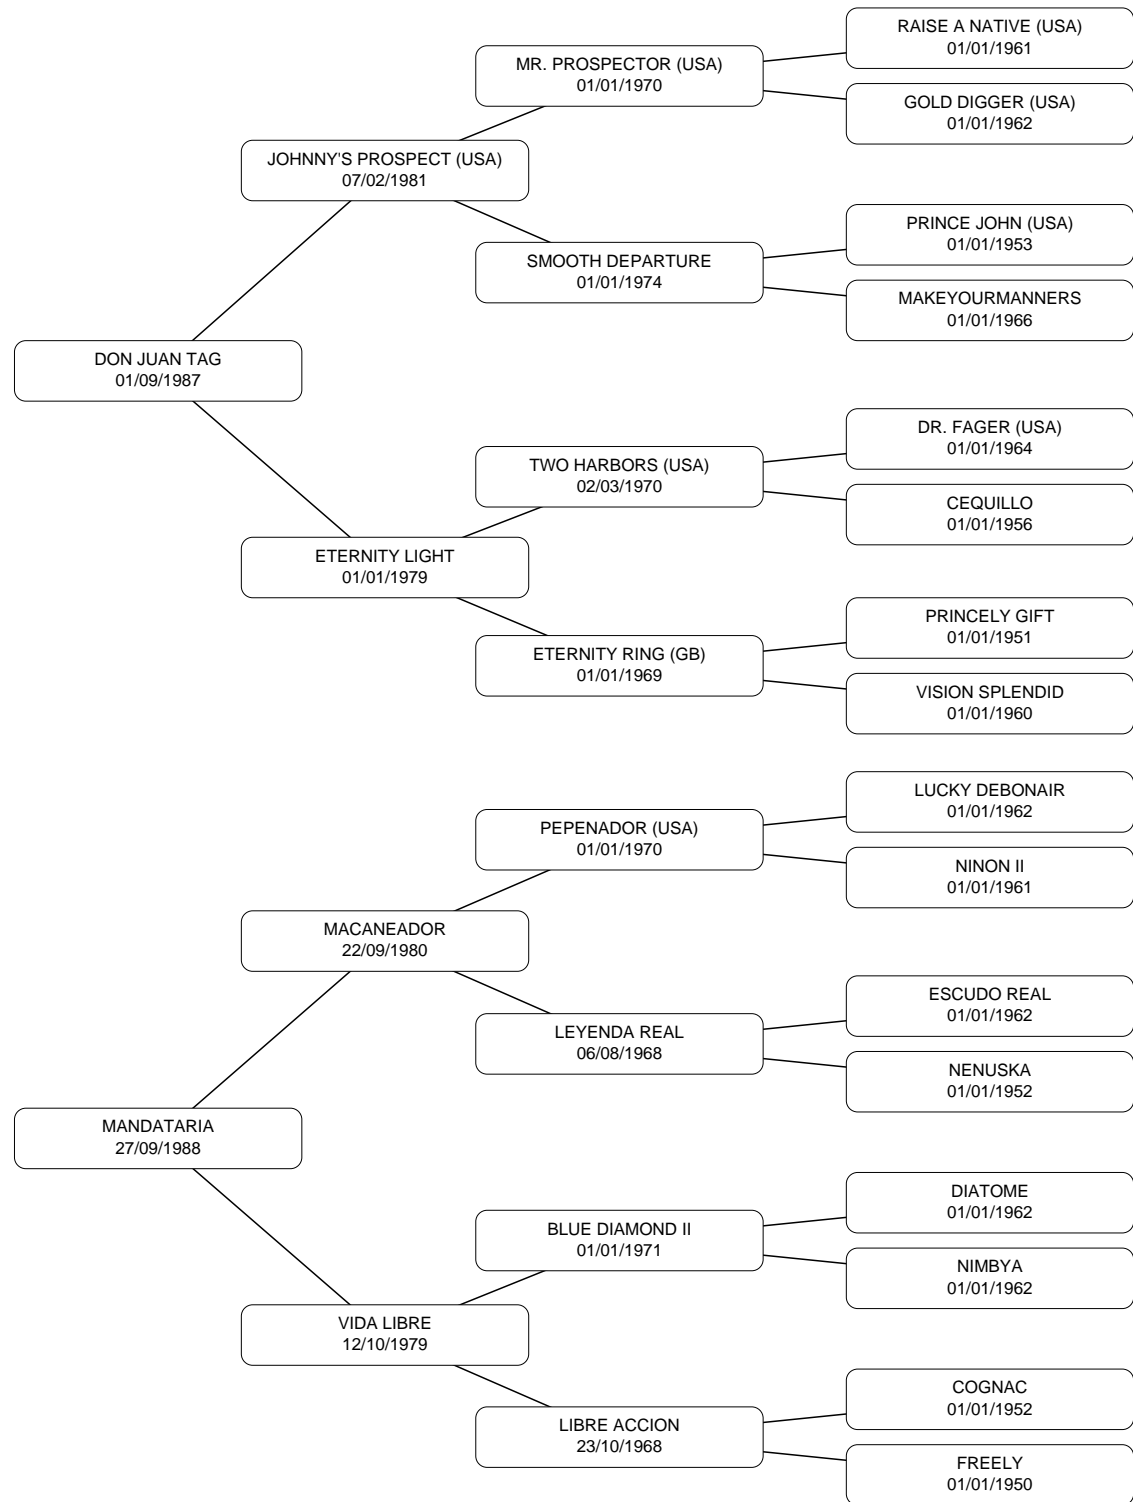 RAISE A NATIVE (USA)
01/01/1961
MR. PROSPECTOR (USA)
01/01/1970
GOLD DIGGER (USA)
01/01/1962
JOHNNY'S PROSPECT (USA)
07/02/1981
PRINCE JOHN (USA)
01/01/1953
SMOOTH DEPARTURE
01/01/1974
MAKEYOURMANNERS
01/01/1966
DON JUAN TAG
01/09/1987
DR. FAGER (USA)
01/01/1964
TWO HARBORS (USA)
02/03/1970
CEQUILLO
01/01/1956
ETERNITY LIGHT
01/01/1979
PRINCELY GIFT
01/01/1951
ETERNITY RING (GB)
01/01/1969
VISION SPLENDID
01/01/1960
LUCKY DEBONAIR
01/01/1962
PEPENADOR (USA)
01/01/1970
NINON II
01/01/1961
MACANEADOR
22/09/1980
ESCUDO REAL
01/01/1962
LEYENDA REAL
06/08/1968
NENUSKA
01/01/1952
MANDATARIA
27/09/1988
DIATOME
01/01/1962
BLUE DIAMOND II
01/01/1971
NIMBYA
01/01/1962
VIDA LIBRE
12/10/1979
COGNAC
01/01/1952
LIBRE ACCION
23/10/1968
FREELY
01/01/1950